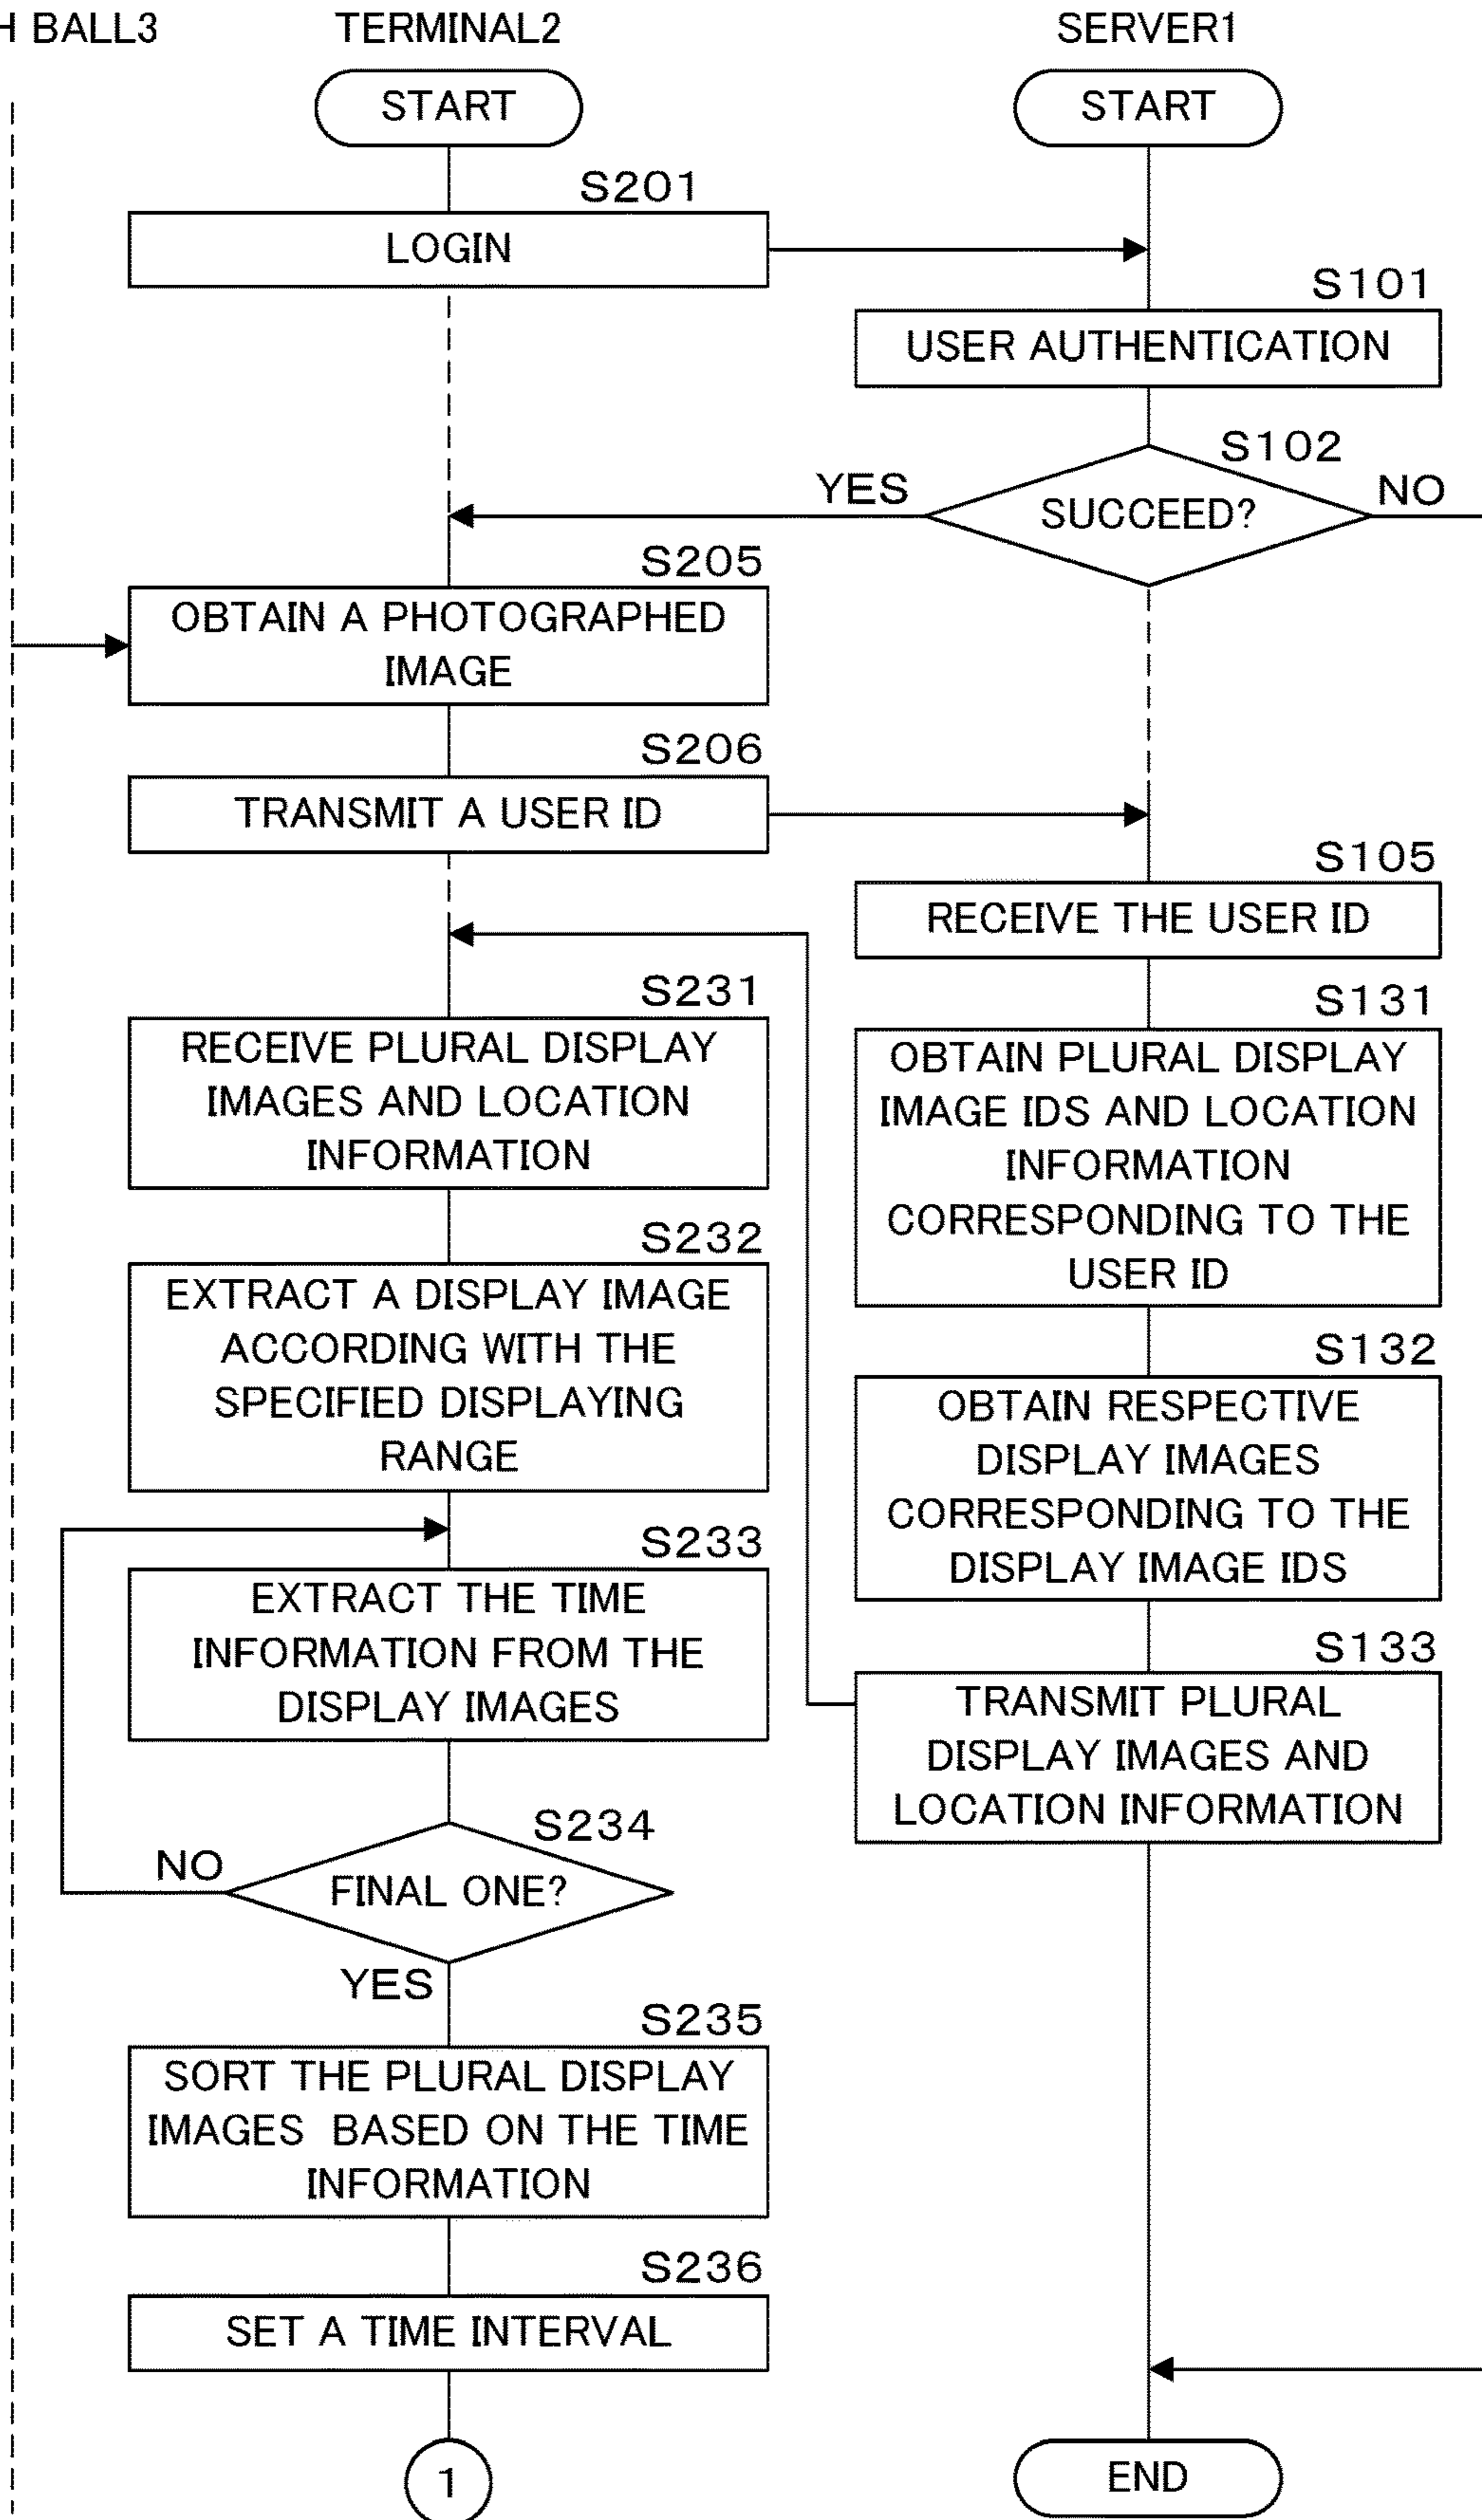 H BALL3
TERMINAL2
SERVER1
START
START
S201
LOGIN
S101
USER AUTHENTICATION
S102
SUCCEED?
YES
NO
S205
OBTAIN A PHOTOGRAPHED
IMAGE
S206
TRANSMIT A USER ID
S105
RECEIVE THE USER ID
S231
RECEIVE PLURAL DISPLAY
IMAGES AND LOCATION
INFORMATION
S131
OBTAIN PLURAL DISPLAY
IMAGE IDS AND LOCATION
INFORMATION
CORRESPONDING TO THE
USER ID
S232
EXTRACT A DISPLAY IMAGE
ACCORDING WITH THE
SPECIFIED DISPLAYING
RANGE
S132
OBTAIN RESPECTIVE
DISPLAY IMAGES
CORRESPONDING TO THE
DISPLAY IMAGE IDS
S233
EXTRACT THE TIME
INFORMATION FROM THE
DISPLAY IMAGES
S133
TRANSMIT PLURAL
DISPLAY IMAGES AND
LOCATION INFORMATION
S234
FINAL ONE?
NO
YES
S235
SORT THE PLURAL DISPLAY
IMAGES BASED ON THE TIME
INFORMATION
S236
SET A TIME INTERVAL
1
END